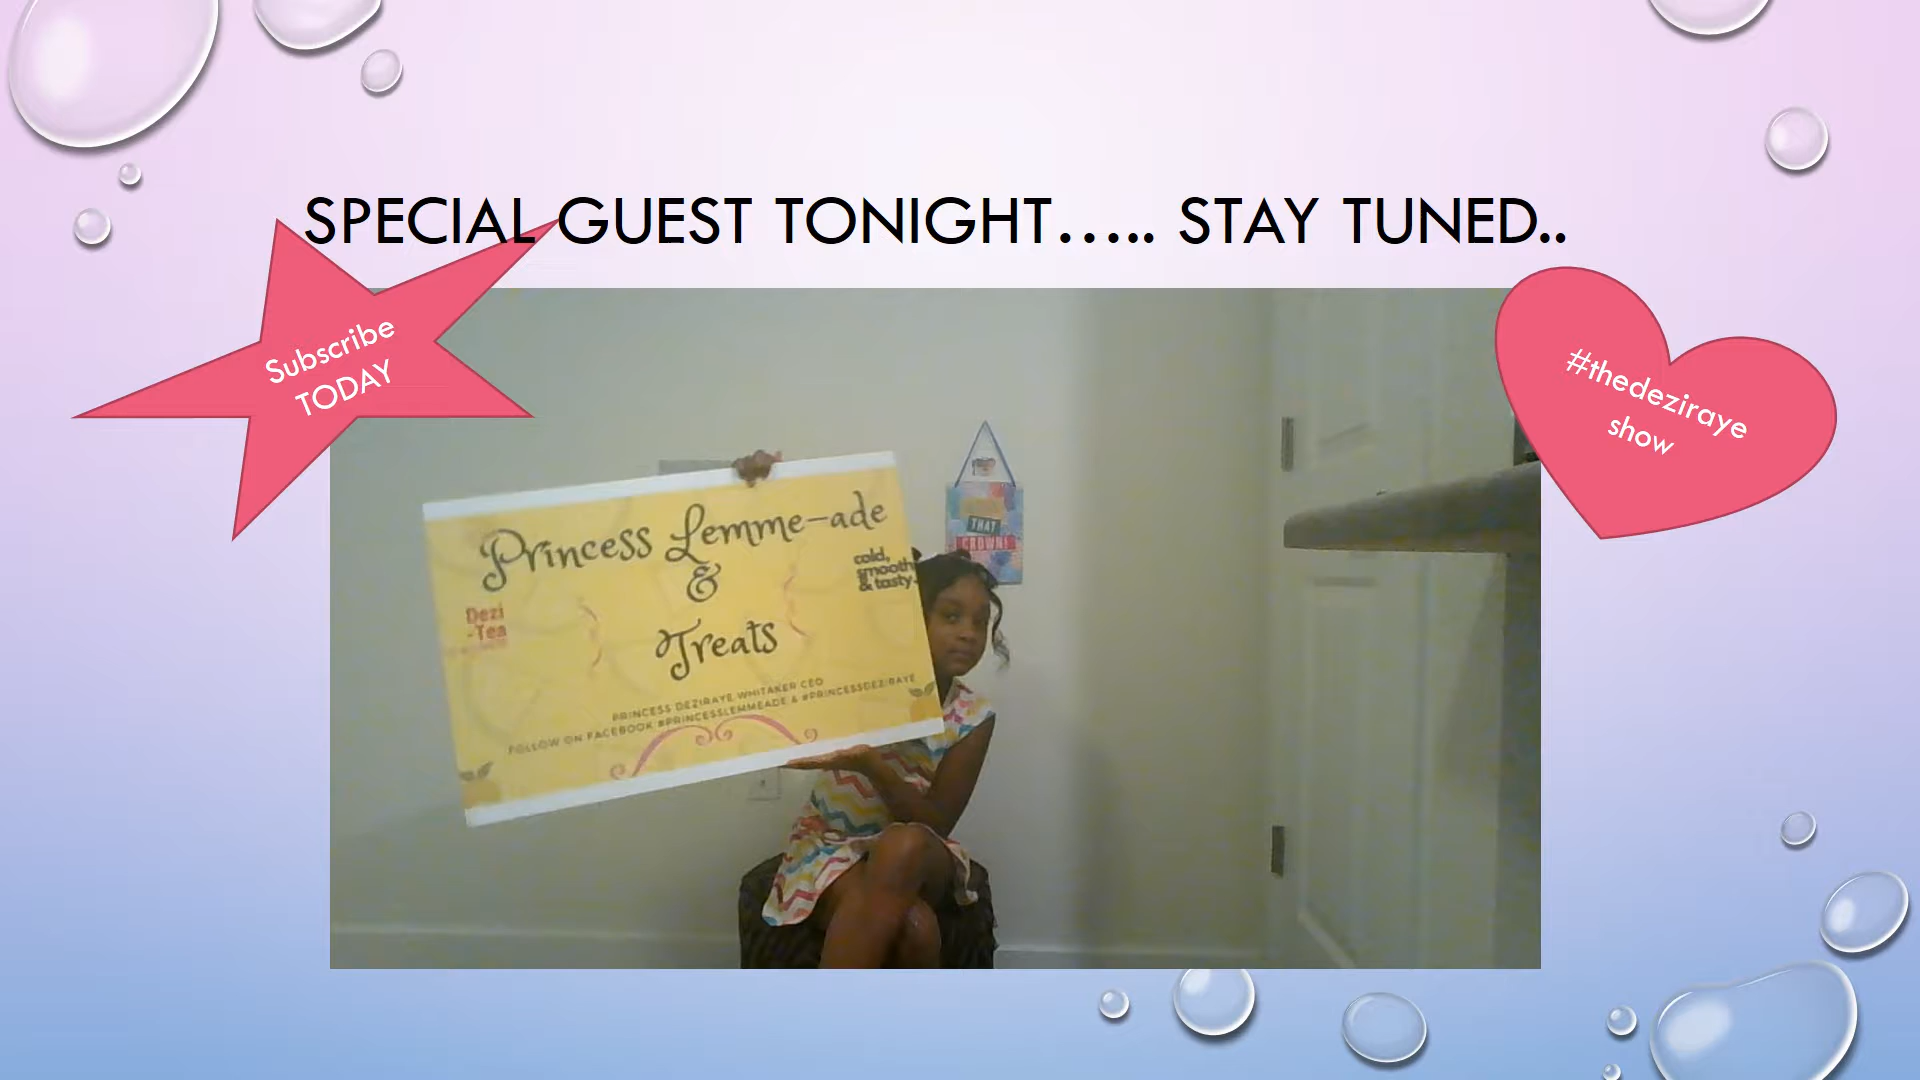 SPECIAL GUEST TONIGHT..... STAY TUNED..
Subscribe
TODAY
#thedeziraye
show
THAT
CROWN!
Princess Lemme-ade
&
Treats
cold,
smooth
& tasty
Dezi
-Tea
PRINCESS DEZIRAYE WHITAKER CEO
FOLLOW ON FACEBOOK #PRINCESSLEMMEADE & #PRINCESSDEZIRAYE